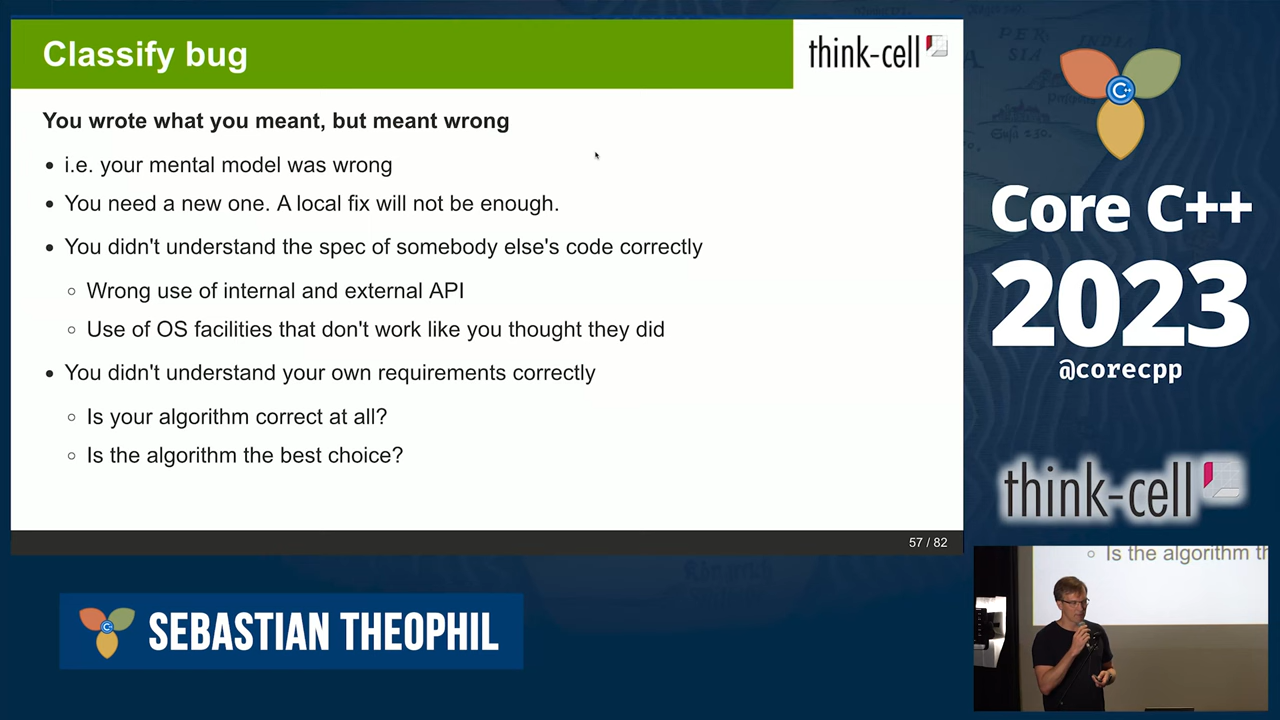 Classify bug
think-cell
You wrote what you meant, but meant wrong
• i.e. your mental model was wrong
• You need a new one. A local fix will not be enough.
• You didn't understand the spec of somebody else's code correctly
◦ Wrong use of internal and external API
◦ Use of OS facilities that don't work like you thought they did
• You didn't understand your own requirements correctly
◦ Is your algorithm correct at all?
◦ Is the algorithm the best choice?
57 / 82
PER
SIA
INDIA
C++
Core C++
2023
@corecpp
think-cell
◦ Is the algorithm th
C++
SEBASTIAN THEOPHIL